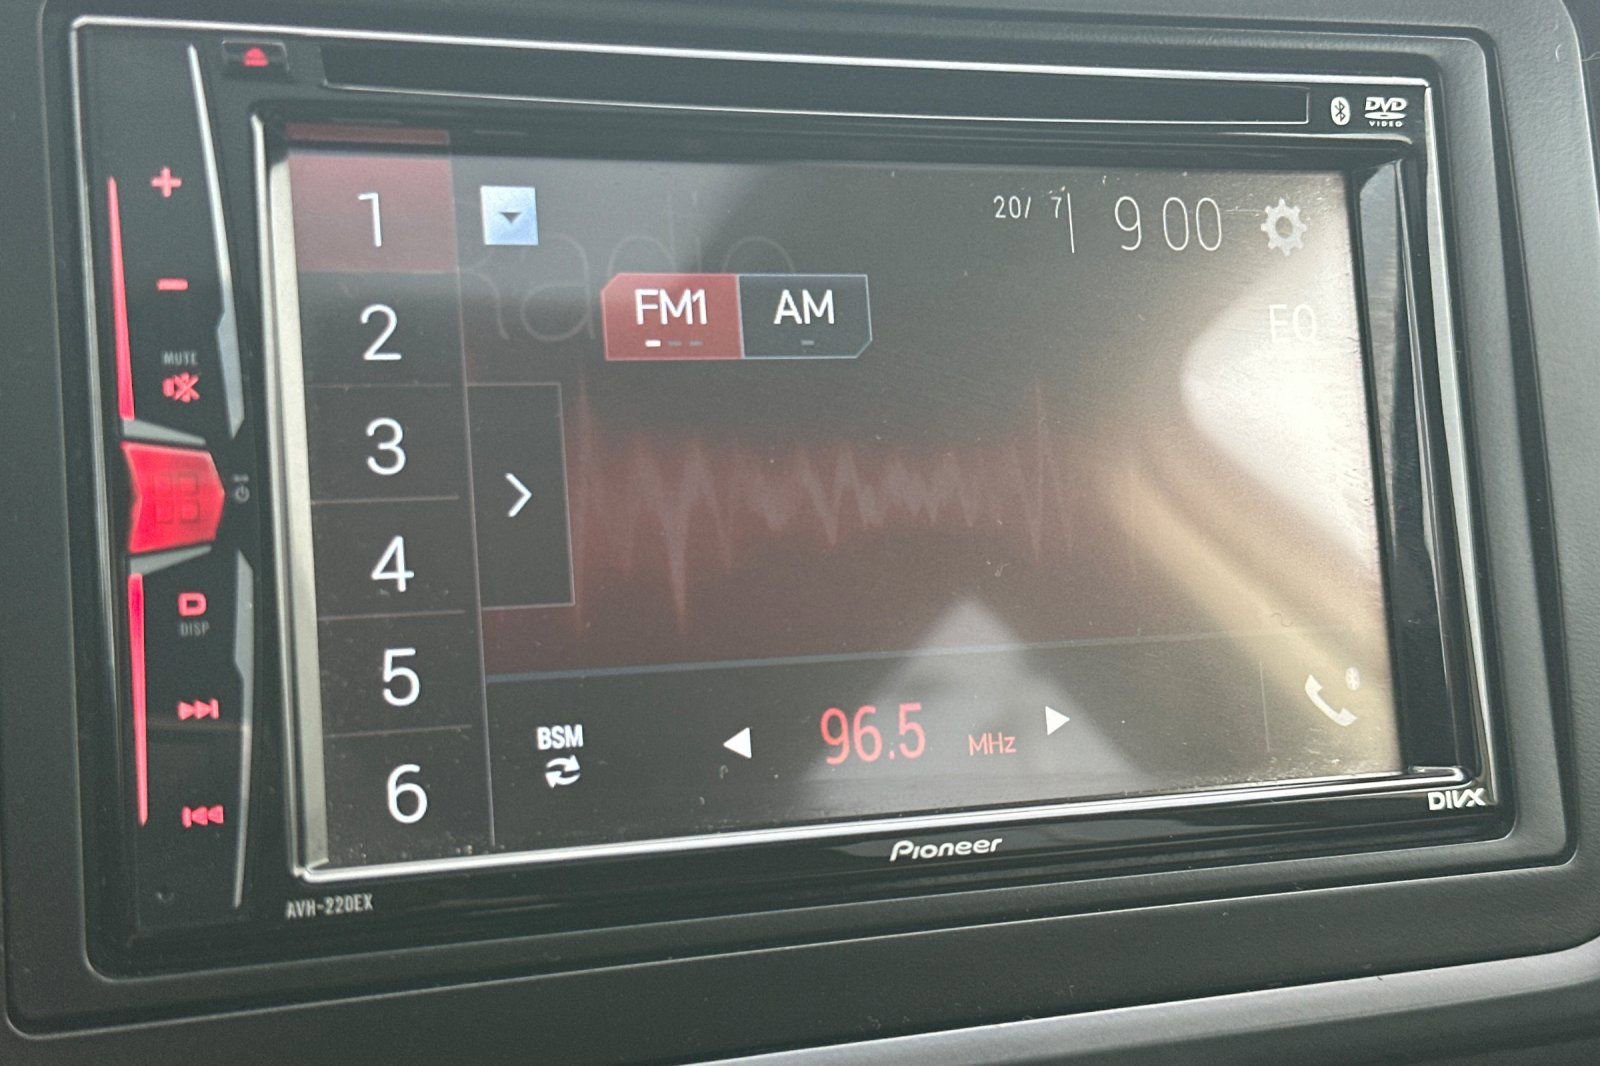 DVD
VIDEO
1
20/ 7
9 00
Radio
FM1
AM
2
EQ
MUTE
3
4
DISP
5
96.5 MHz
BSM
6
DIVX
Pioneer
AVH-220EX